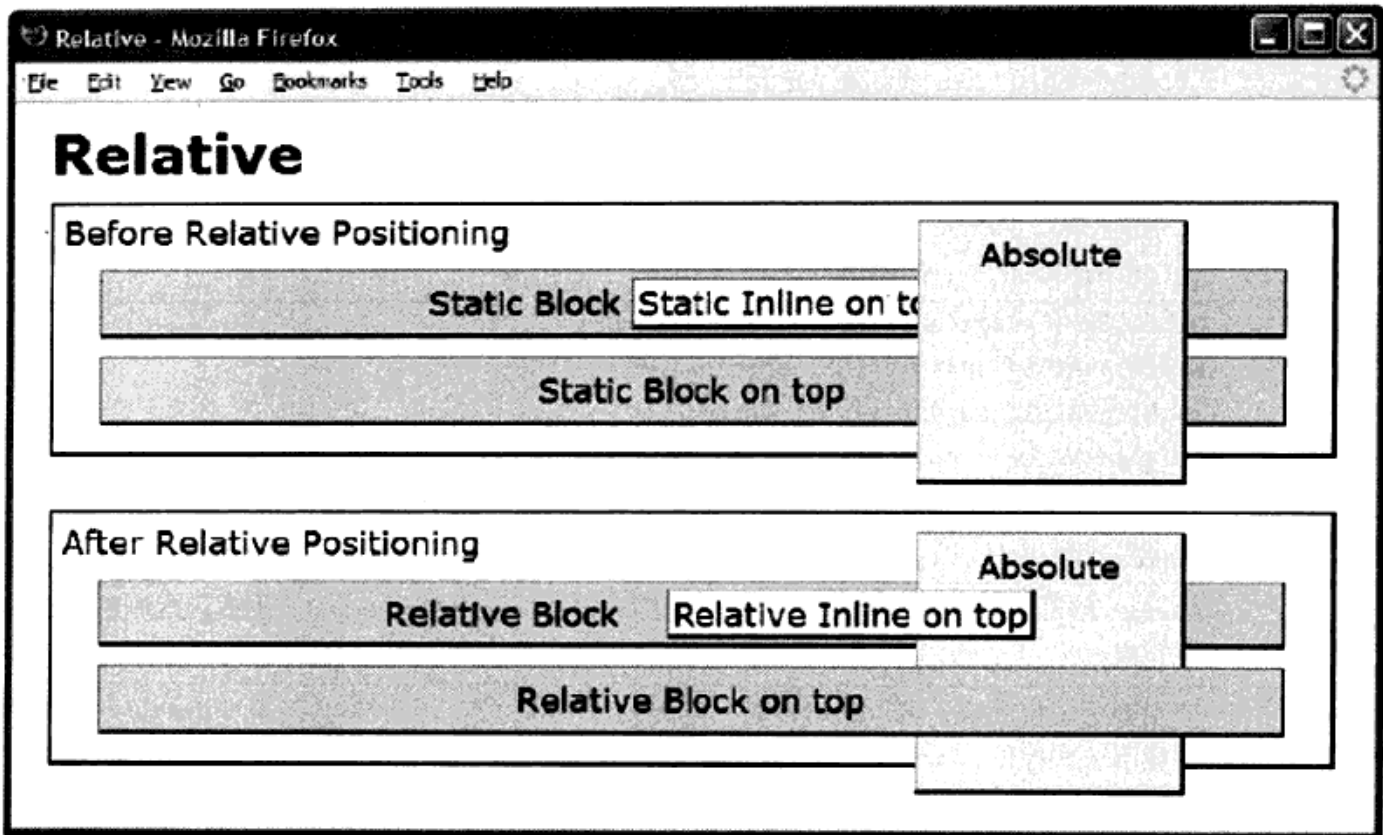 Relative - Mozilla Firefox
File Edit View Go Bookmarks Tools Help
Relative
Before Relative Positioning
Absolute
Static Block Static Inline on to
Static Block on top
After Relative Positioning
Absolute
Relative Block Relative Inline on top
Relative Block on top